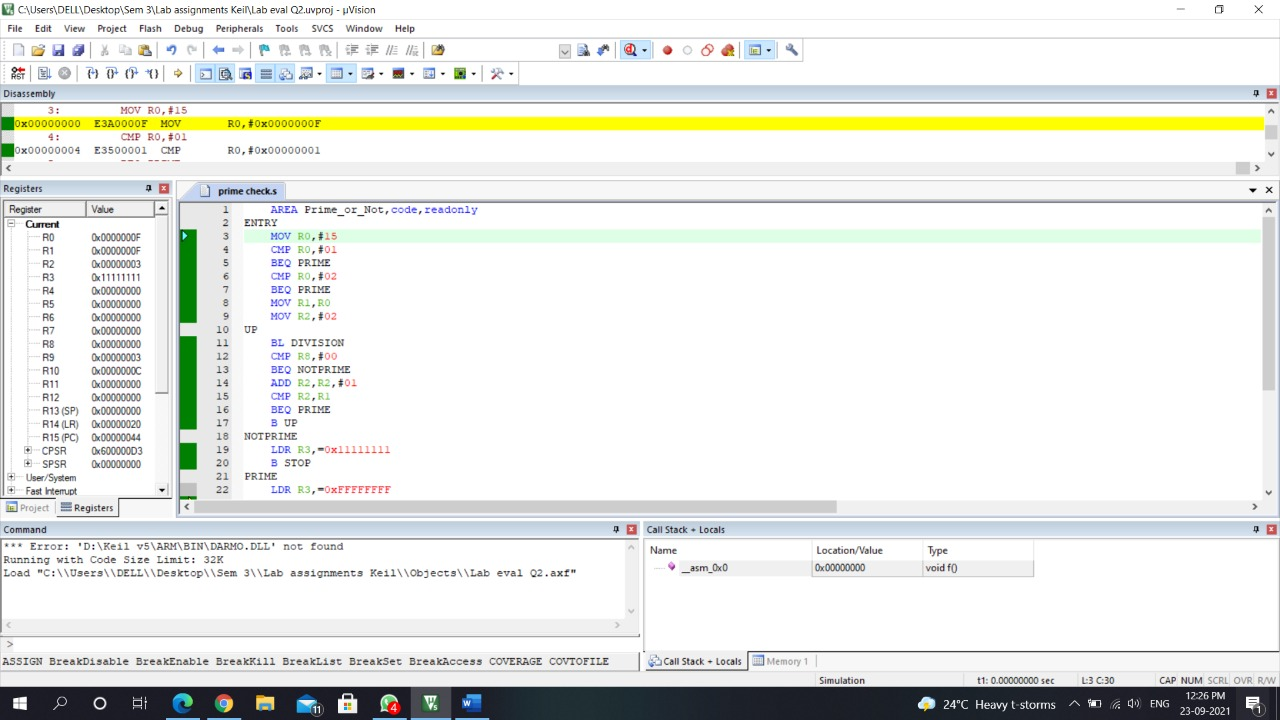 C:\Users\DELL\Desktop\Sem 3\Lab assignments Keil\Lab eval Q2.uvproj - µVision
File Edit View Project Flash Debug Peripherals Tools SVCS Window Help
Disassembly
3: MOV R0,#15
0x00000000 E3A0000F MOV R0,#0x0000000F
4: CMP R0,#01
0x00000004 E3500001 CMP R0,#0x00000001
Registers
Register Value
Current
R0 0x0000000F
R1 0x0000000F
R2 0x00000003
R3 0x11111111
R4 0x00000000
R5 0x00000000
R6 0x00000000
R7 0x00000000
R8 0x00000000
R9 0x00000003
R10 0x0000000C
R11 0x00000000
R12 0x00000000
R13 (SP) 0x00000000
R14 (LR) 0x00000020
R15 (PC) 0x00000044
CPSR 0x600000D3
SPSR 0x00000000
User/System
Fast Interrupt
Project Registers
prime check.s
1 AREA Prime_or_Not,code,readonly
2 ENTRY
3 MOV R0,#15
4 CMP R0,#01
5 BEQ PRIME
6 CMP R0,#02
7 BEQ PRIME
8 MOV R1,R0
9 MOV R2,#02
10 UP
11 BL DIVISION
12 CMP R8,#00
13 BEQ NOTPRIME
14 ADD R2,R2,#01
15 CMP R2,R1
16 BEQ PRIME
17 B UP
18 NOTPRIME
19 LDR R3,=0x11111111
20 B STOP
21 PRIME
22 LDR R3,=0xFFFFFFFF
Command
*** Error: 'D:\Keil v5\ARM\BIN\DARMO.DLL' not found
Running with Code Size Limit: 32K
Load "C:\\Users\\DELL\\Desktop\\Sem 3\\Lab assignments Keil\\Objects\\Lab eval Q2.axf"
>
ASSIGN BreakDisable BreakEnable BreakKill BreakList BreakSet BreakAccess COVERAGE COVTOFILE
Call Stack + Locals
Name Location/Value Type
__asm_0x0 0x00000000 void f()
Call Stack + Locals Memory 1
Simulation t1: 0.00000000 sec L:3 C:30 CAP NUM SCRL OVR R/W
11 4 24°C Heavy t-storms ENG 12:26 PM
23-09-2021 1